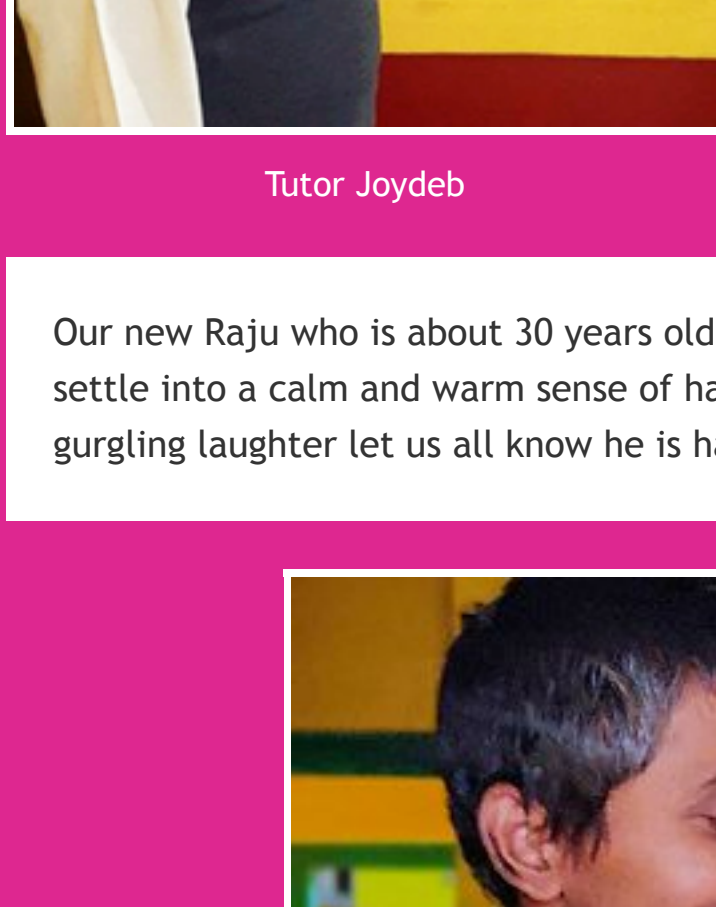 Tutor Joydeb
Our new Raju who is about 30 years old
settle into a calm and warm sense of
gurgling laughter let us all know he is